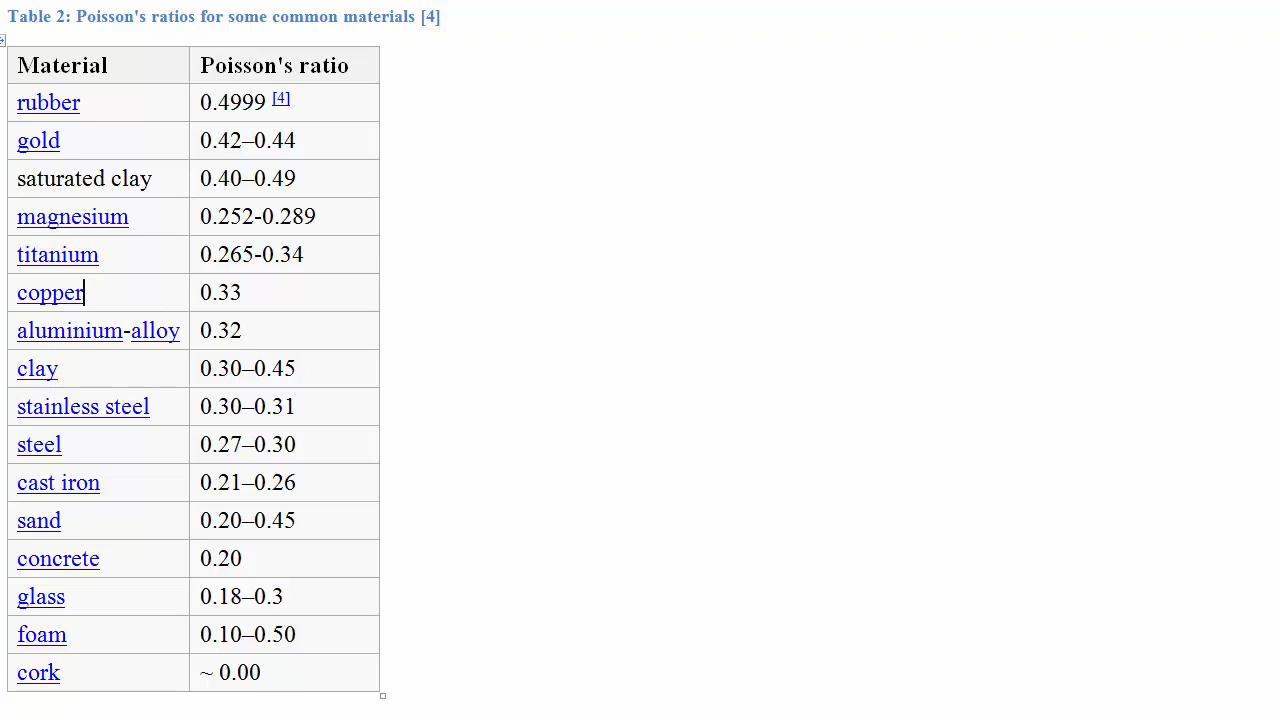 Table 2: Poisson's ratios for some common materials [4]
Material Poisson's ratio
rubber 0.4999 [4]
gold 0.42–0.44
saturated clay 0.40–0.49
magnesium 0.252-0.289
titanium 0.265-0.34
copper 0.33
aluminium-alloy 0.32
clay 0.30–0.45
stainless steel 0.30–0.31
steel 0.27–0.30
cast iron 0.21–0.26
sand 0.20–0.45
concrete 0.20
glass 0.18–0.3
foam 0.10–0.50
cork ~ 0.00